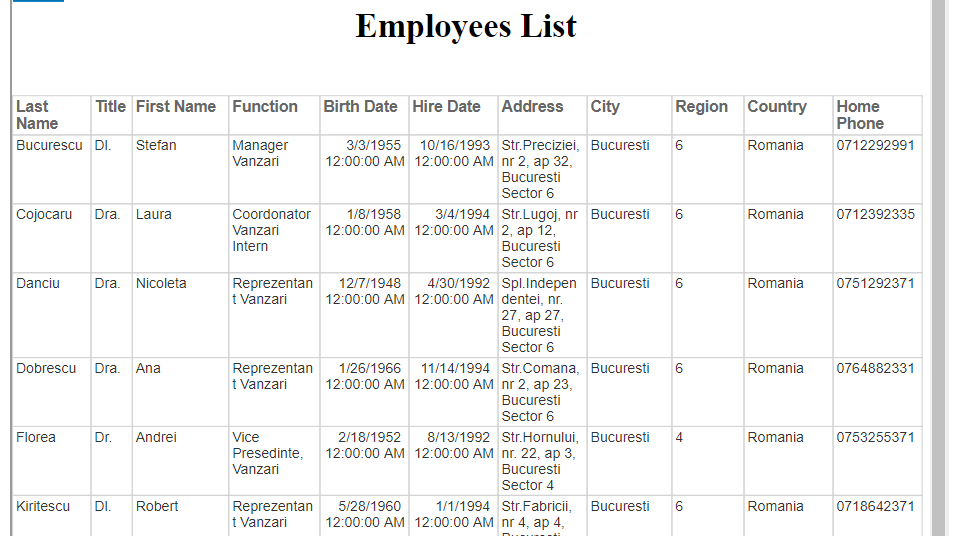 Employees List
Last Name Title First Name Function Birth Date Hire Date Address City Region Country Home Phone
Bucurescu Dl. Stefan Manager Vanzari 3/3/1955 12:00:00 AM 10/16/1993 12:00:00 AM Str.Preciziei, nr 2, ap 32, Bucuresti Sector 6 Bucuresti 6 Romania 0712292991
Cojocaru Dra. Laura Coordonator Vanzari Intern 1/8/1958 12:00:00 AM 3/4/1994 12:00:00 AM Str.Lugoj, nr 2, ap 12, Bucuresti Sector 6 Bucuresti 6 Romania 0712392335
Danciu Dra. Nicoleta Reprezentan t Vanzari 12/7/1948 12:00:00 AM 4/30/1992 12:00:00 AM Spl.Indepen dentei, nr. 27, ap 27, Bucuresti Sector 6 Bucuresti 6 Romania 0751292371
Dobrescu Dra. Ana Reprezentan t Vanzari 1/26/1966 12:00:00 AM 11/14/1994 12:00:00 AM Str.Comana, nr 2, ap 23, Bucuresti Sector 6 Bucuresti 6 Romania 0764882331
Florea Dr. Andrei Vice Presedinte, Vanzari 2/18/1952 12:00:00 AM 8/13/1992 12:00:00 AM Str.Hornului, nr. 22, ap 3, Bucuresti Sector 4 Bucuresti 4 Romania 0753255371
Kiritescu Dl. Robert Reprezentan t Vanzari 5/28/1960 12:00:00 AM 1/1/1994 12:00:00 AM Str.Fabricii, nr 4, ap 4, Bucuresti 6 Romania 0718642371